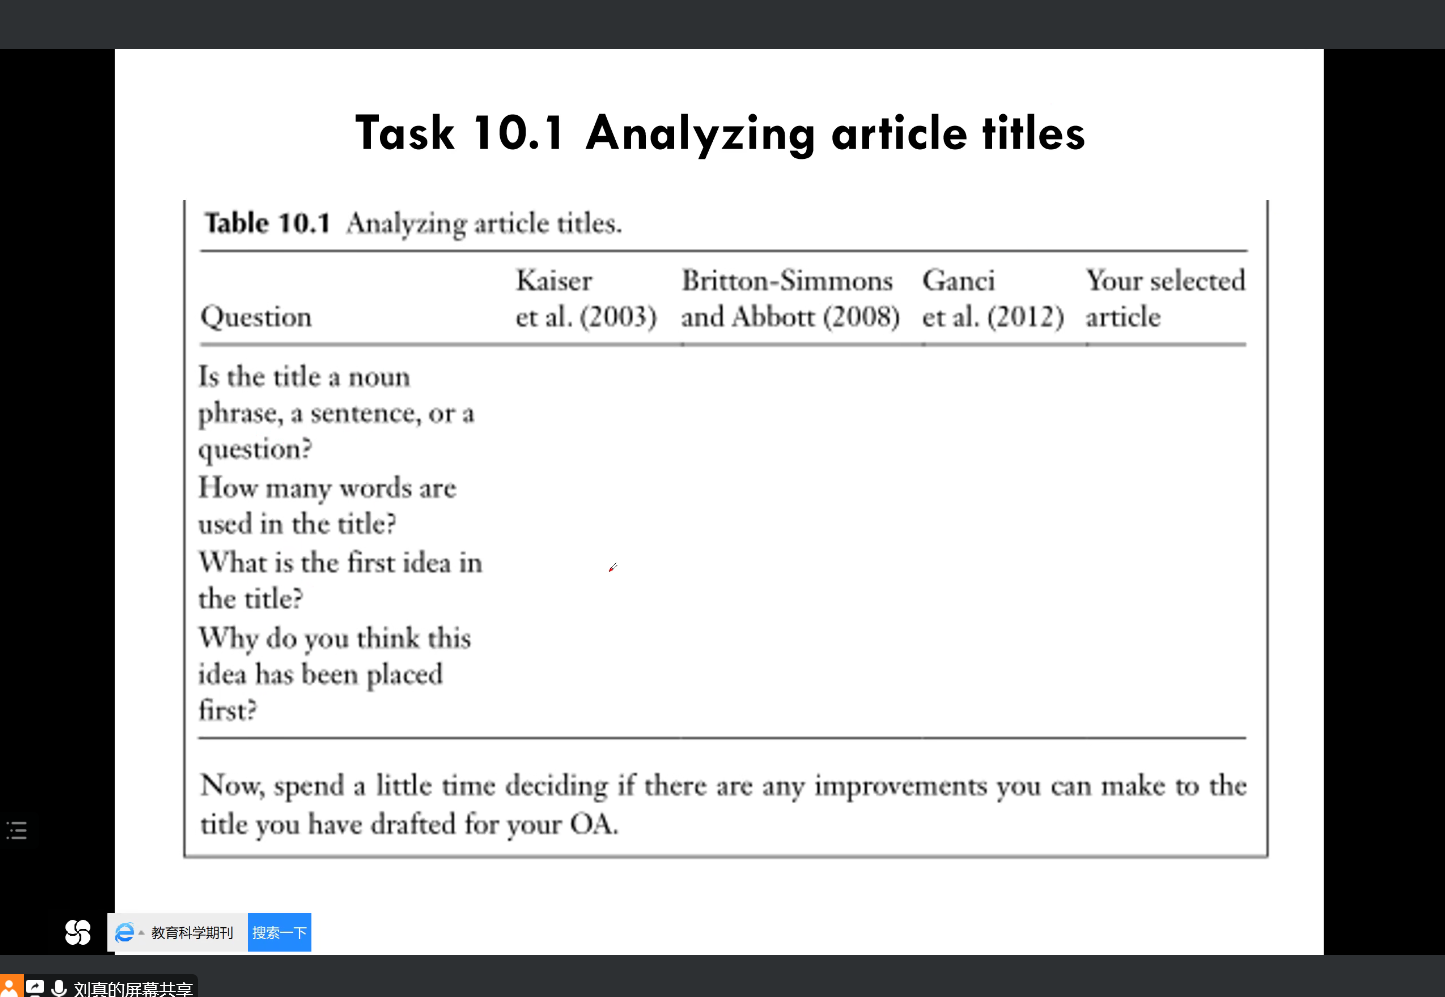 Task 10.1 Analyzing article titles
Table 10.1 Analyzing article titles.
Question
Kaiser
et al. (2003)
Britton-Simmons
and Abbott (2008)
Ganci
et al. (2012)
Your selected
article
Is the title a noun
phrase, a sentence, or a
question?
How many words are
used in the title?
What is the first idea in
the title?
Why do you think this
idea has been placed
first?
Now, spend a little time deciding if there are any improvements you can make to the
title you have drafted for your OA.
教育科学期刊 搜索一下
刘真的屏幕共享